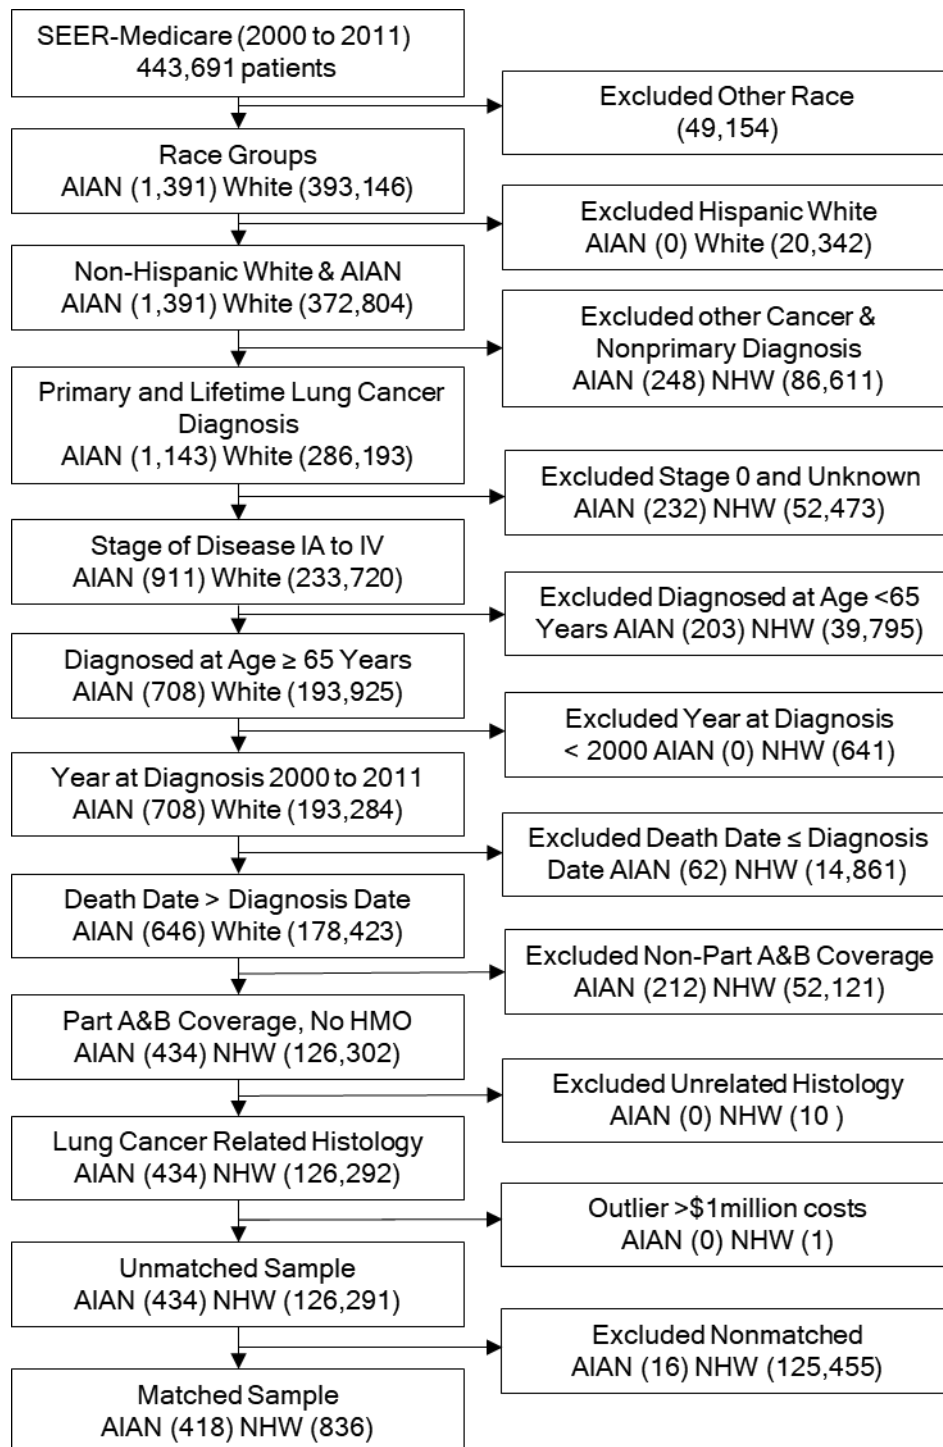 SEER-Medicare (2000 to 2011)
443,691 patients
Excluded Other Race
(49,154)
Race Groups
AIAN (1,391) White (393,146)
Excluded Hispanic White
AIAN (0) White (20,342)
Non-Hispanic White & AIAN
AIAN (1,391) White (372,804)
Excluded other Cancer &
Nonprimary Diagnosis
AIAN (248) NHW (86,611)
Primary and Lifetime Lung Cancer
Diagnosis
AIAN (1,143) White (286,193)
Excluded Stage 0 and Unknown
AIAN (232) NHW (52,473)
Stage of Disease IA to IV
AIAN (911) White (233,720)
Excluded Diagnosed at Age <65
Years AIAN (203) NHW (39,795)
Diagnosed at Age ≥ 65 Years
AIAN (708) White (193,925)
Excluded Year at Diagnosis
< 2000 AIAN (0) NHW (641)
Year at Diagnosis 2000 to 2011
AIAN (708) White (193,284)
Excluded Death Date ≤ Diagnosis
Date AIAN (62) NHW (14,861)
Death Date > Diagnosis Date
AIAN (646) White (178,423)
Excluded Non-Part A&B Coverage
AIAN (212) NHW (52,121)
Part A&B Coverage, No HMO
AIAN (434) NHW (126,302)
Excluded Unrelated Histology
AIAN (0) NHW (10 )
Lung Cancer Related Histology
AIAN (434) NHW (126,292)
Outlier >$1million costs
AIAN (0) NHW (1)
Unmatched Sample
AIAN (434) NHW (126,291)
Excluded Nonmatched
AIAN (16) NHW (125,455)
Matched Sample
AIAN (418) NHW (836)